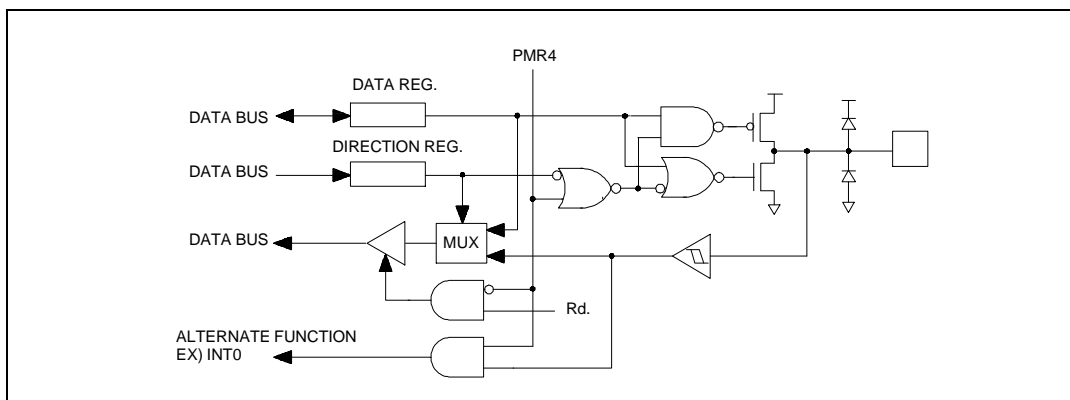 PMR4
DATA REG.
DATA BUS
DIRECTION REG.
DATA BUS
DATA BUS
MUX
Rd.
ALTERNATE FUNCTION
EX) INT0